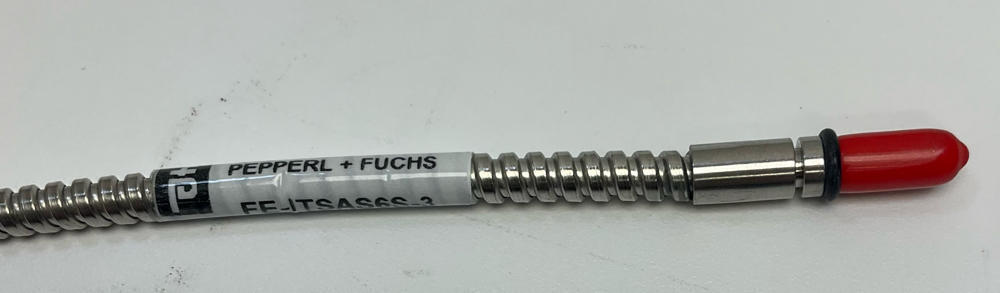 PEPPERL + FUCHS
FE-ITSAS6S-3